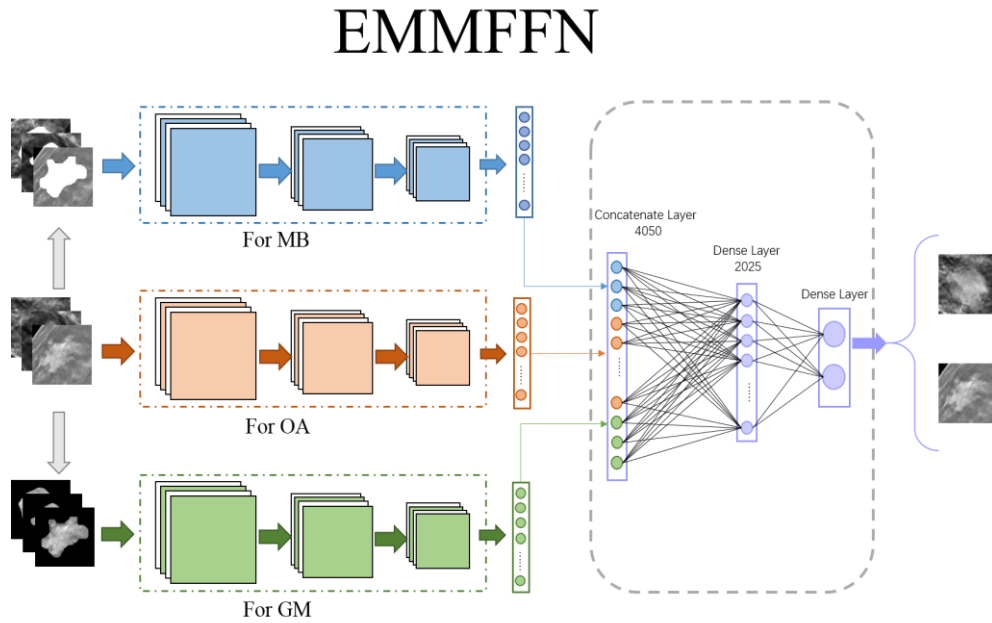 EMMFFN
For MB
Concatenate Layer
4050
Dense Layer
2025
Dense Layer
For OA
For GM